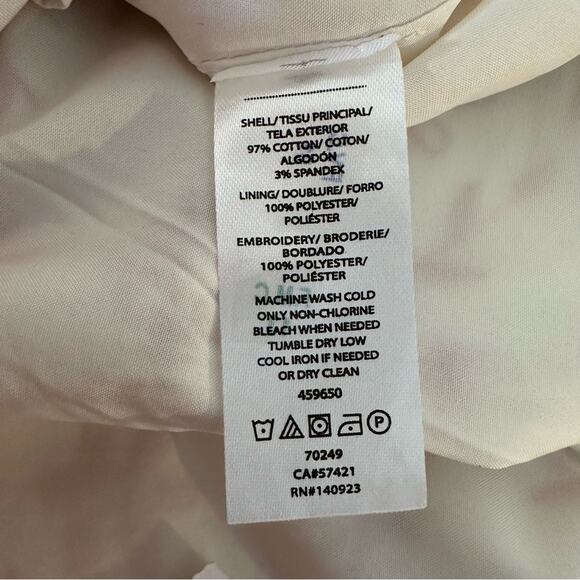 SHELL/ TISSU PRINCIPAL/
TELA EXTERIOR
97% COTTON/ COTON/
ALGODÓN
3% SPANDEX
LINING/ DOUBLURE/ FORRO
100% POLYESTER/
POLIÉSTER
EMBROIDERY/ BRODERIE/
BORDADO
100% POLYESTER/
POLIÉSTER
MACHINE WASH COLD
ONLY NON-CHLORINE
BLEACH WHEN NEEDED
TUMBLE DRY LOW
COOL IRON IF NEEDED
OR DRY CLEAN
459650
P
70249
CA#57421
RN#140923